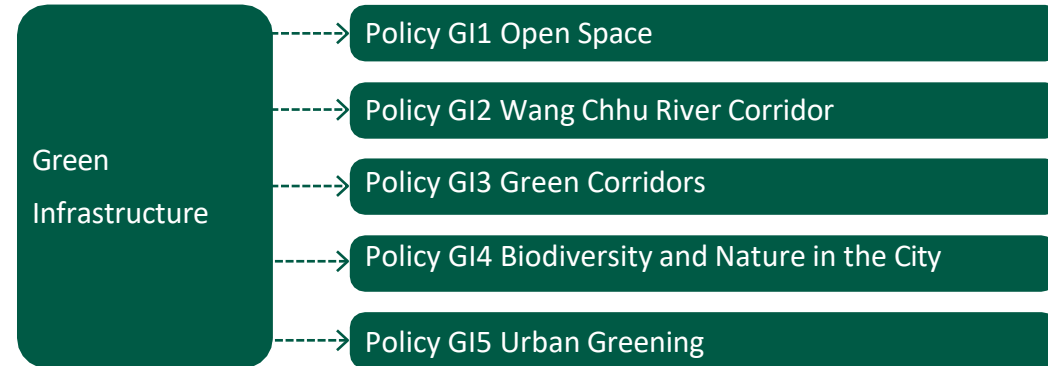 Green
Infrastructure
Policy GI1 Open Space
Policy GI2 Wang Chhu River Corridor
Policy GI3 Green Corridors
Policy GI4 Biodiversity and Nature in the City
Policy GI5 Urban Greening